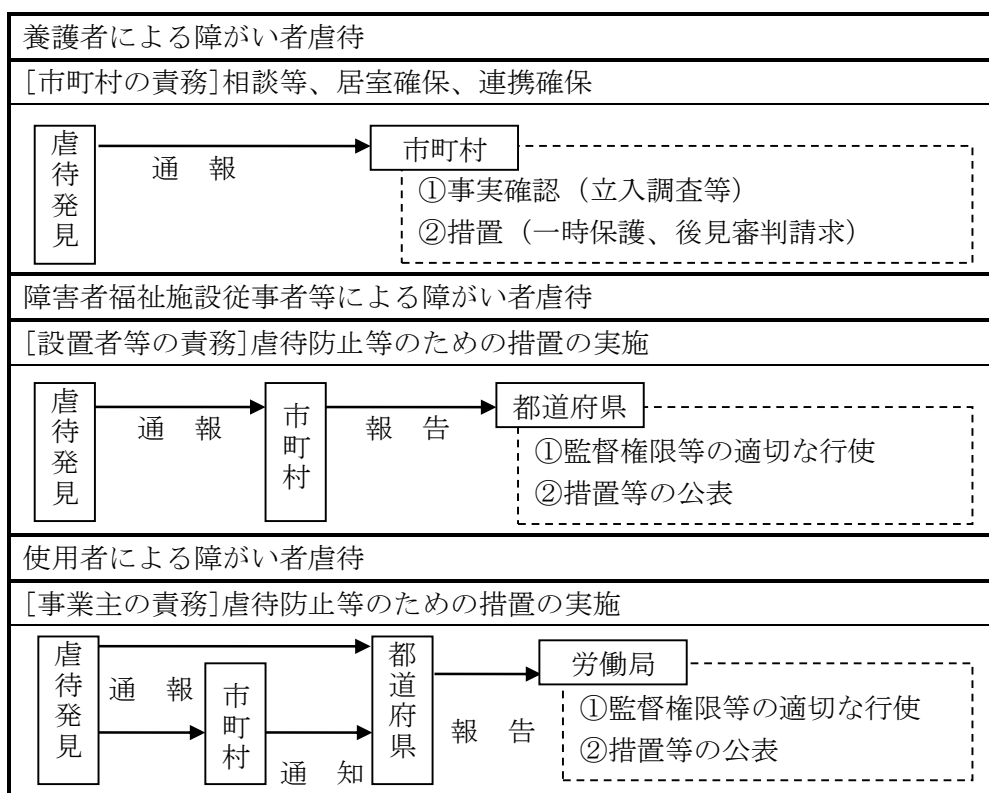 養護者による障がい者虐待
[市町村の責務]相談等、居室確保、連携確保
虐待発見
通 報
市町村
①事実確認（立入調査等）
②措置（一時保護、後見審判請求）
障害者福祉施設従事者等による障がい者虐待
[設置者等の責務]虐待防止等のための措置の実施
虐待発見
通 報
市町村
報 告
都道府県
①監督権限等の適切な行使
②措置等の公表
使用者による障がい者虐待
[事業主の責務]虐待防止等のための措置の実施
虐待発見
通 報
市町村
通 知
都道府県
報 告
労働局
①監督権限等の適切な行使
②措置等の公表